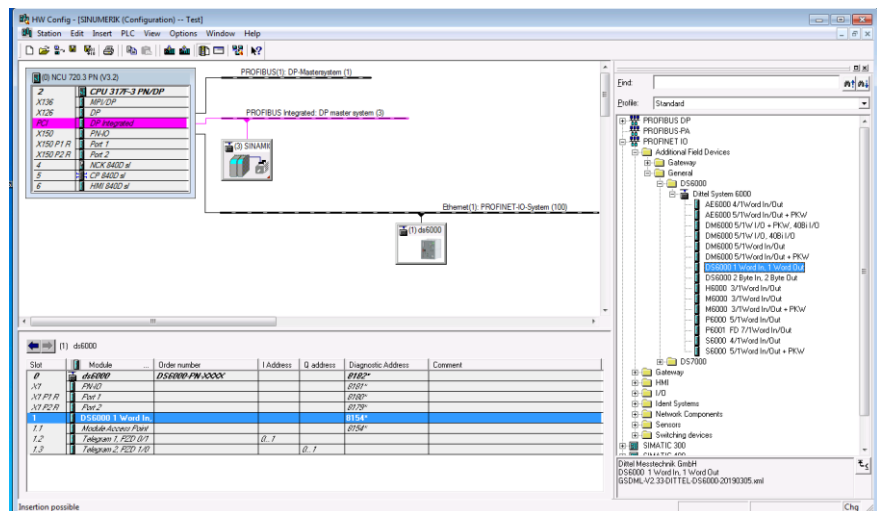 HW Config - [SINUMERIK (Configuration) -- Test]
Station Edit Insert PLC View Options Window Help
(0) NCU 720.3 PN (V3.2)
2 CPU 317F-3 PN/DP
X136 MPI/DP
X126 DP
PCI DP Integrated
X150 PN-IO
X150 P1 R Port 1
X150 P2 R Port 2
4 NCK 840D sl
5 CP 840D sl
6 HMI 840D sl
PROFIBUS(1): DP-Mastersystem (1)
PROFIBUS Integrated: DP master system (3)
(3) SINAMI
Ethernet(1): PROFINET-IO-System (100)
(1) ds6000
(1) ds6000
Slot Module ... Order number I Address Q address Diagnostic Address Comment
0 ds6000 DS6000-PN-XXXX 8182*
X1 PN-IO 8181*
X1 P1 R Port 1 8180*
X1 P2 R Port 2 8179*
1 DS6000 1 Word In, 8154*
1.1 Module Access Point 8154*
1.2 Telegram 1, PZD 0/1 0...1
1.3 Telegram 2, PZD 1/0 0...1
Find:
Profile: Standard
PROFIBUS DP
PROFIBUS-PA
PROFINET IO
Additional Field Devices
Gateway
General
DS6000
Dittel System 6000
AE6000 4/1Word In/Out
AE6000 5/1Word In/Out + PKW
DM6000 5/1W I/O + PKW, 40Bi I/O
DM6000 5/1W I/O, 40Bi I/O
DM6000 5/1Word In/Out
DM6000 5/1Word In/Out + PKW
DS6000 1 Word In, 1 Word Out
DS6000 2 Byte In, 2 Byte Out
H6000 3/1Word In/Out
M6000 3/1Word In/Out
M6000 3/1Word In/Out + PKW
P6000 5/1Word In/Out
P6001 FD 7/1Word In/Out
S6000 4/1Word In/Out
S6000 5/1Word In/Out + PKW
DS7000
Gateway
HMI
I/O
Ident Systems
Network Components
Sensors
Switching devices
SIMATIC 300
SIMATIC 400
Dittel Messtechnik GmbH
DS6000 1 Word In, 1 Word Out
GSDML-V2.33-DITTEL-DS6000-20190305.xml
Insertion possible
Chg